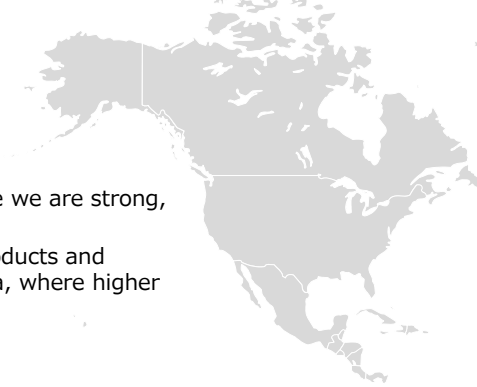 e we are strong,
oducts and
a, where higher